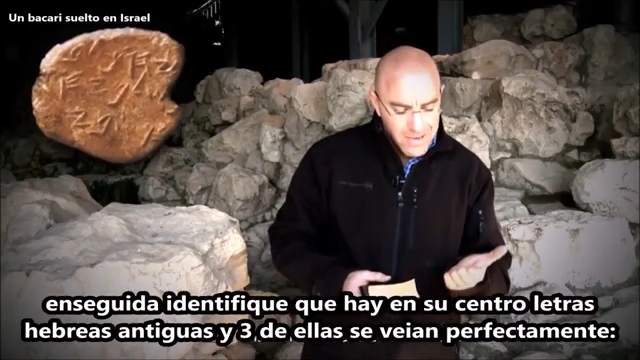 Un bacari suelto en Israel
enseguida identifique que hay en su centro letras
hebreas antiguas y 3 de ellas se veian perfectamente: